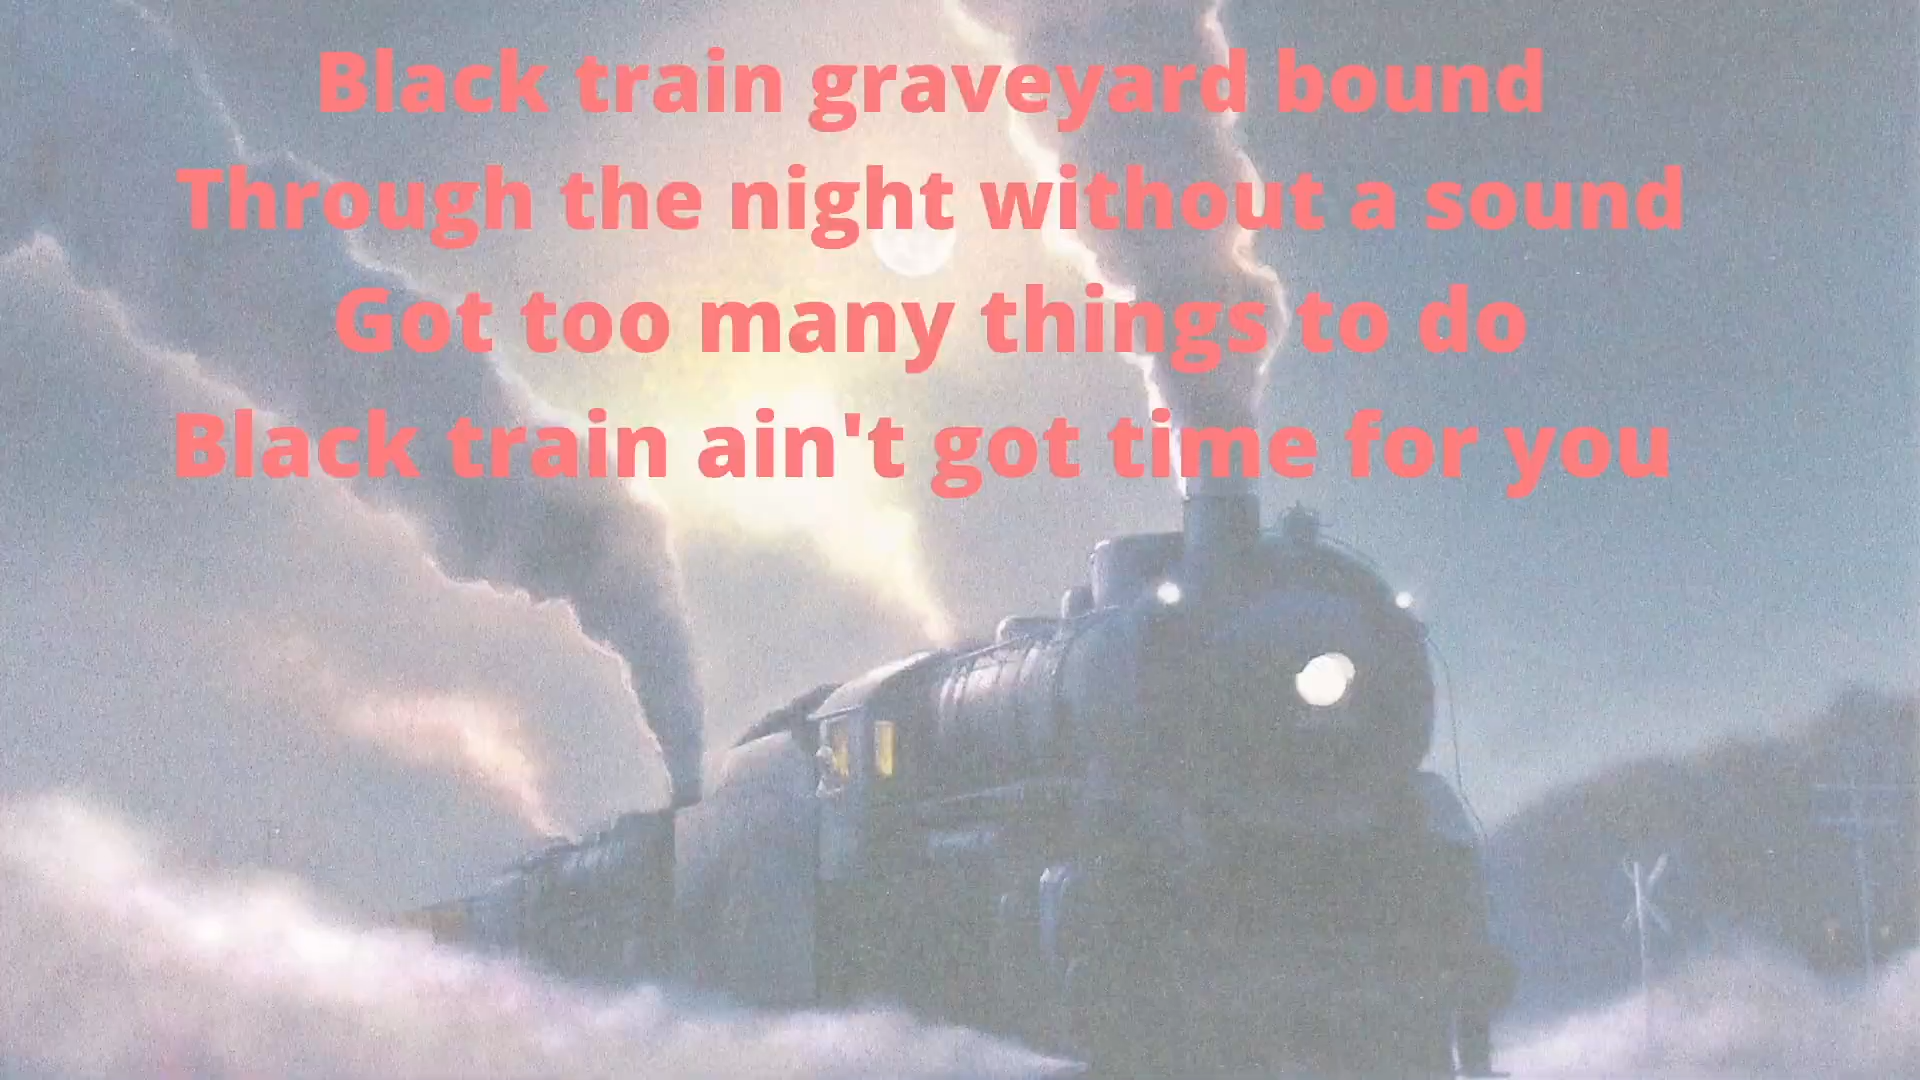 Black train graveyard bound
Through the night without a sound
Got too many things to do
Black train ain't got time for you